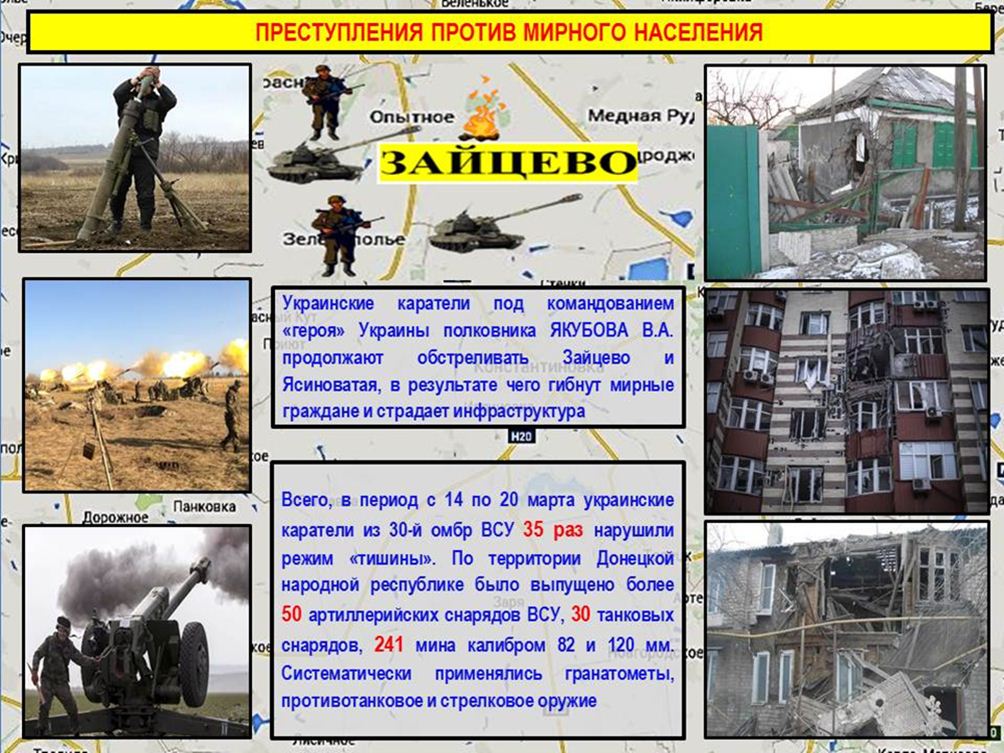 Беленькое
ПРЕСТУПЛЕНИЯ ПРОТИВ МИРНОГО НАСЕЛЕНИЯ
Опытное
Медная Руд
ЗАЙЦЕВО
Украинские каратели под командованием
«героя» Украины полковника ЯКУБОВА В.А.
продолжают обстреливать Зайцево и
Ясиноватая, в результате чего гибнут мирные
граждане и страдает инфраструктура
Константиновка
H20
Панковка
Дорожное
Всего, в период с 14 по 20 марта украинские
каратели из 30-й омбр ВСУ 35 раз нарушили
режим «тишины». По территории Донецкой
народной республике было выпущено более
50 артиллерийских снарядов ВСУ, 30 танковых
снарядов, 241 мина калибром 82 и 120 мм.
Систематически применялись гранатометы,
противотанковое и стрелковое оружие
Заря
Лисичное